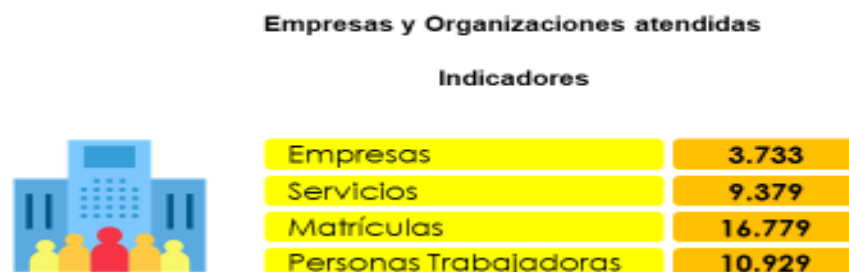 Empresas y Organizaciones atendidas
Indicadores
Empresas 3.733
Servicios 9.379
Matrículas 16.779
Personas Trabajadoras 10.929